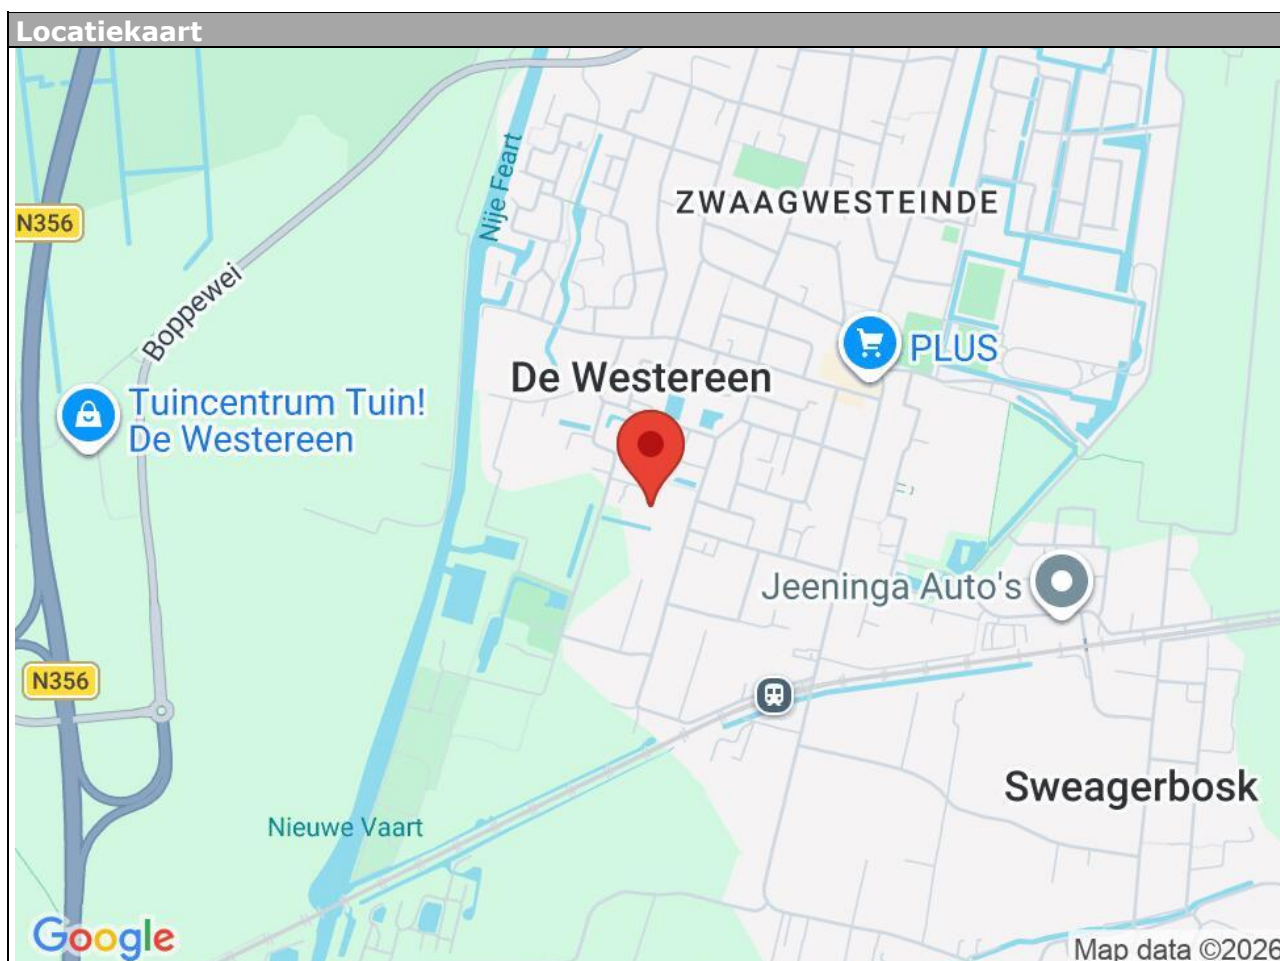 Locatiekaart
Nije Feart
ZWAAGWESTEINDE
N356
Boppewei
PLUS
De Westereen
Tuincentrum Tuin!
De Westereen
Jeeninga Auto's
N356
Sweagerbosk
Nieuwe Vaart
Google
Map data ©2026